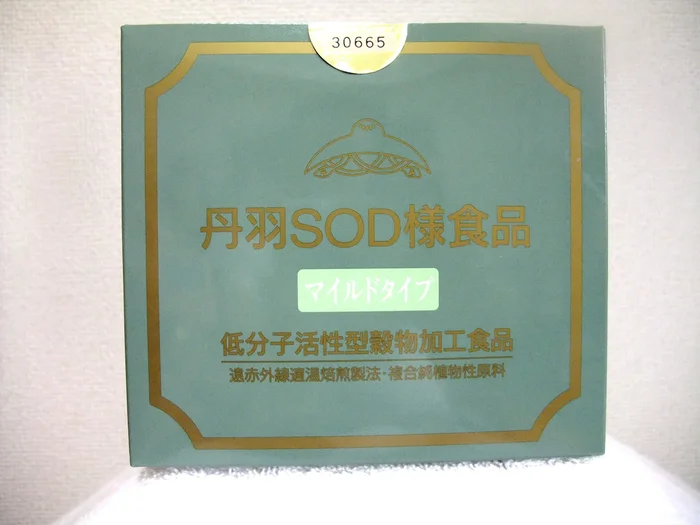 30665
丹羽SOD様食品
マイルドタイプ
低分子活性型穀物加工食品
遠赤外線適温焙煎製法・複合純植物性原料